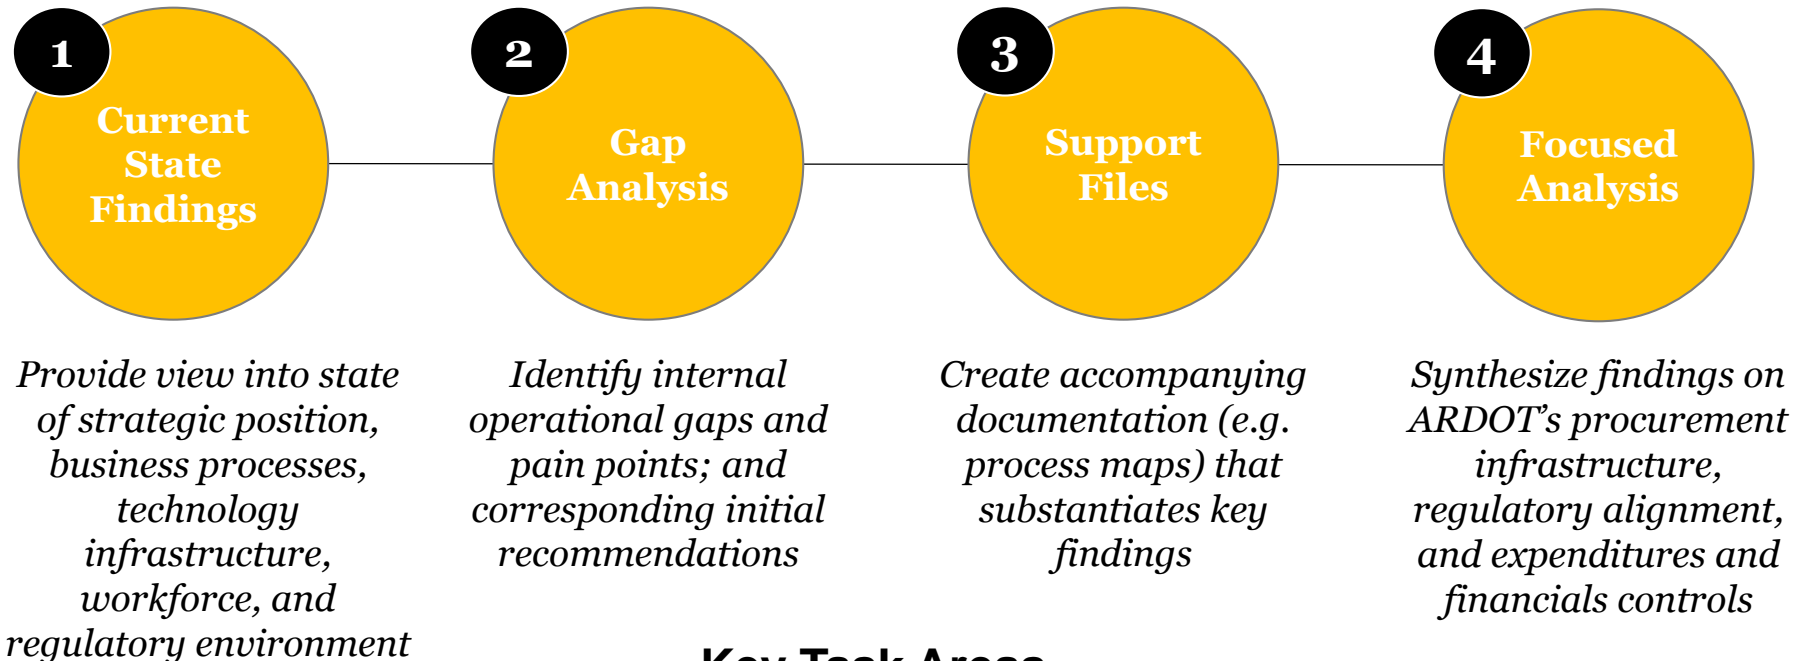 1
Current
State
Findings
Provide view into state
of strategic position,
business processes,
technology
infrastructure,
workforce, and
regulatory environment
2
Gap
Analysis
Identify internal
operational gaps and
pain points; and
corresponding initial
recommendations
3
Support
Files
Create accompanying
documentation (e.g.
process maps) that
substantiates key
findings
4
Focused
Analysis
Synthesize findings on
ARDOT's procurement
infrastructure,
regulatory alignment,
and expenditures and
financials controls
Key Task Areas